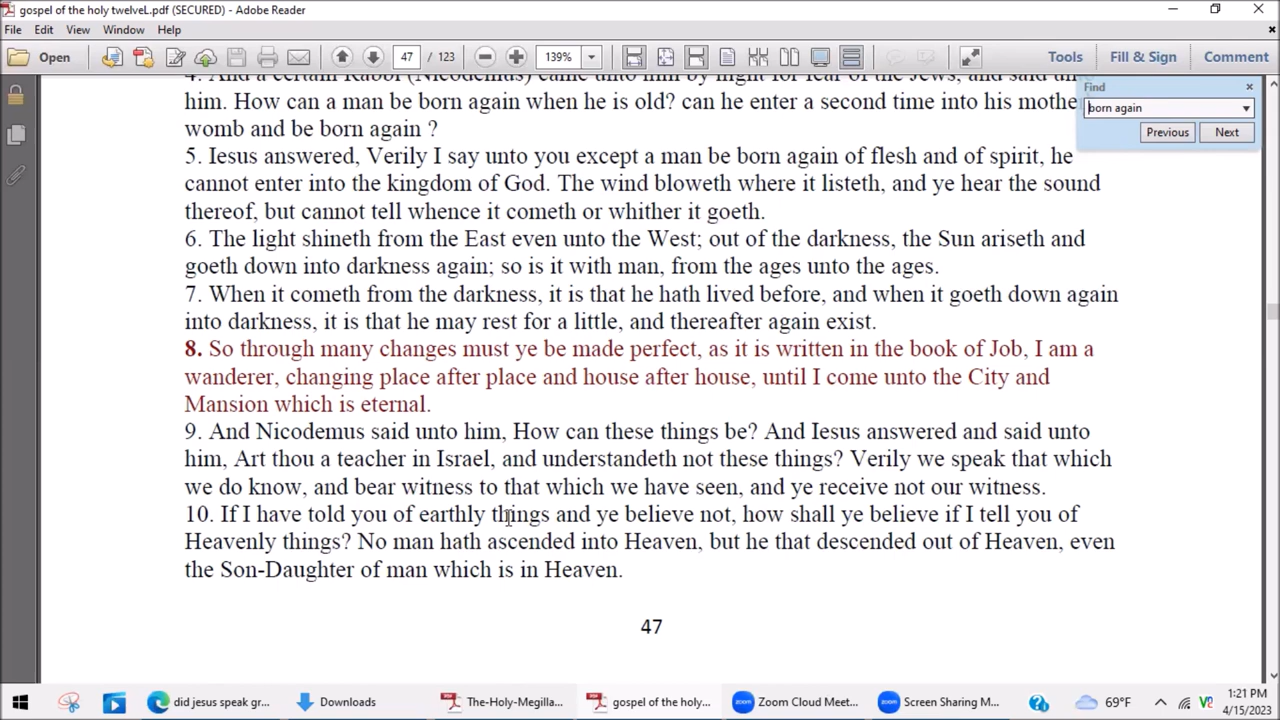 gospel of the holy twelveL.pdf (SECURED) - Adobe Reader
File Edit View Window Help
Open 47 / 123 139% Tools Fill & Sign Comment
Find
born again
Previous Next
4. And a certain Rabbi (Nicodemus) came unto him by night for fear of the Jews, and said
him. How can a man be born again when he is old? can he enter a second time into his
womb and be born again ?
5. Iesus answered, Verily I say unto you except a man be born again of flesh and of spirit, he
cannot enter into the kingdom of God. The wind bloweth where it listeth, and ye hear the sound
thereof, but cannot tell whence it cometh or whither it goeth.
6. The light shineth from the East even unto the West; out of the darkness, the Sun ariseth and
goeth down into darkness again; so is it with man, from the ages unto the ages.
7. When it cometh from the darkness, it is that he hath lived before, and when it goeth down again
into darkness, it is that he may rest for a little, and thereafter again exist.
8. So through many changes must ye be made perfect, as it is written in the book of Job, I am a
wanderer, changing place after place and house after house, until I come unto the City and
Mansion which is eternal.
9. And Nicodemus said unto him, How can these things be? And Iesus answered and said unto
him, Art thou a teacher in Israel, and understandeth not these things? Verily we speak that which
we do know, and bear witness to that which we have seen, and ye receive not our witness.
10. If I have told you of earthly things and ye believe not, how shall ye believe if I tell you of
Heavenly things? No man hath ascended into Heaven, but he that descended out of Heaven, even
the Son-Daughter of man which is in Heaven.
47
did jesus speak gr... Downloads The-Holy-Megilla... gospel of the holy... Zoom Cloud Meet... Screen Sharing M... 69°F 1:21 PM
4/15/2023